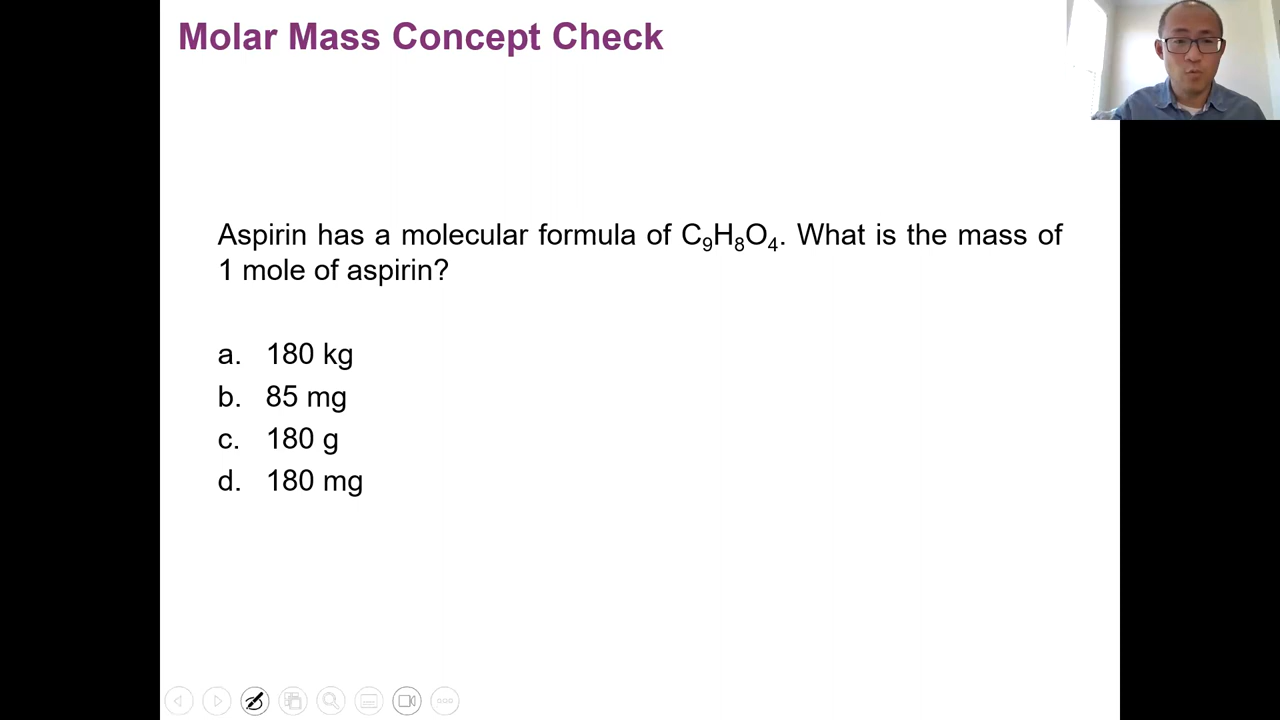 Molar Mass Concept Check
Aspirin has a molecular formula of C₉H₈O₄. What is the mass of
1 mole of aspirin?
a. 180 kg
b. 85 mg
c. 180 g
d. 180 mg